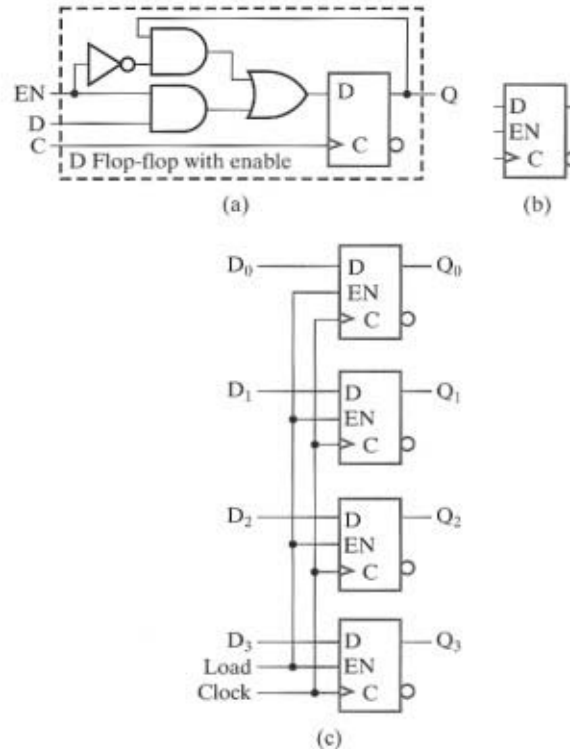 EN
D
C
D
C
Q
D Flop-flop with enable
(a)
D
EN
C
(b)
D₀
D
EN
C
Q₀
D₁
D
EN
C
Q₁
D₂
D
EN
C
Q₂
D₃
Load
Clock
D
EN
C
Q₃
(c)